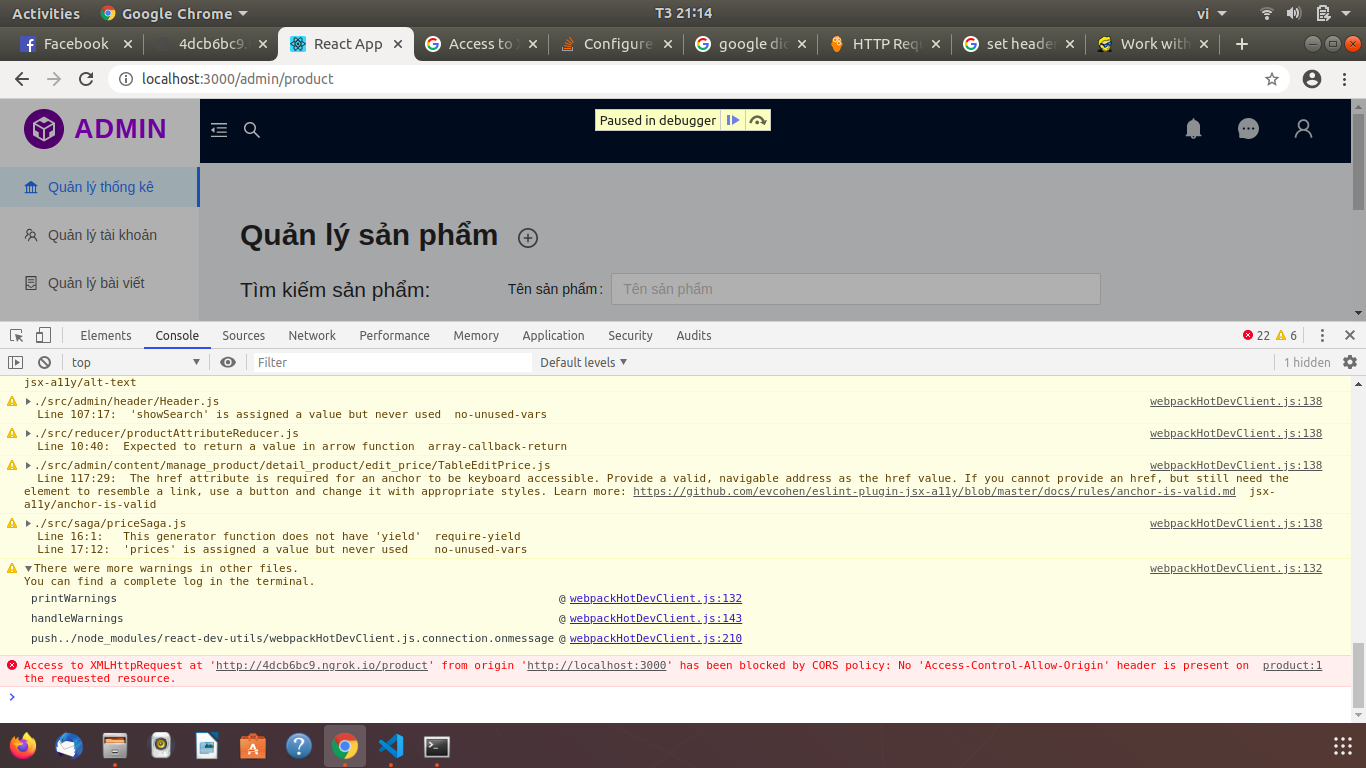 Activities Google Chrome T3 21:14 vi
Facebook 4dcb6bc9. React App Access to Configure google dic HTTP Requ set header Work with
localhost:3000/admin/product
ADMIN
Paused in debugger
Quản lý thống kê
Quản lý tài khoản
Quản lý bài viết
Quản lý sản phẩm
Tìm kiếm sản phẩm: Tên sản phẩm: Tên sản phẩm
Elements Console Sources Network Performance Memory Application Security Audits 22 6
top Filter Default levels 1 hidden
jsx-a11y/alt-text
./src/admin/header/Header.js webpackHotDevClient.js:138
Line 107:17: 'showSearch' is assigned a value but never used no-unused-vars
./src/reducer/productAttributeReducer.js webpackHotDevClient.js:138
Line 10:40: Expected to return a value in arrow function array-callback-return
./src/admin/content/manage_product/detail_product/edit_price/TableEditPrice.js webpackHotDevClient.js:138
Line 117:29: The href attribute is required for an anchor to be keyboard accessible. Provide a valid, navigable address as the href value. If you cannot provide an href, but still need the
element to resemble a link, use a button and change it with appropriate styles. Learn more: https://github.com/evcohen/eslint-plugin-jsx-a11y/blob/master/docs/rules/anchor-is-valid.md jsx-
a11y/anchor-is-valid
./src/saga/priceSaga.js webpackHotDevClient.js:138
Line 16:1: This generator function does not have 'yield' require-yield
Line 17:12: 'prices' is assigned a value but never used no-unused-vars
There were more warnings in other files. webpackHotDevClient.js:132
You can find a complete log in the terminal.
printWarnings @ webpackHotDevClient.js:132
handleWarnings @ webpackHotDevClient.js:143
push../node_modules/react-dev-utils/webpackHotDevClient.js.connection.onmessage @ webpackHotDevClient.js:210
Access to XMLHttpRequest at 'http://4dcb6bc9.ngrok.io/product' from origin 'http://localhost:3000' has been blocked by CORS policy: No 'Access-Control-Allow-Origin' header is present on product:1
the requested resource.